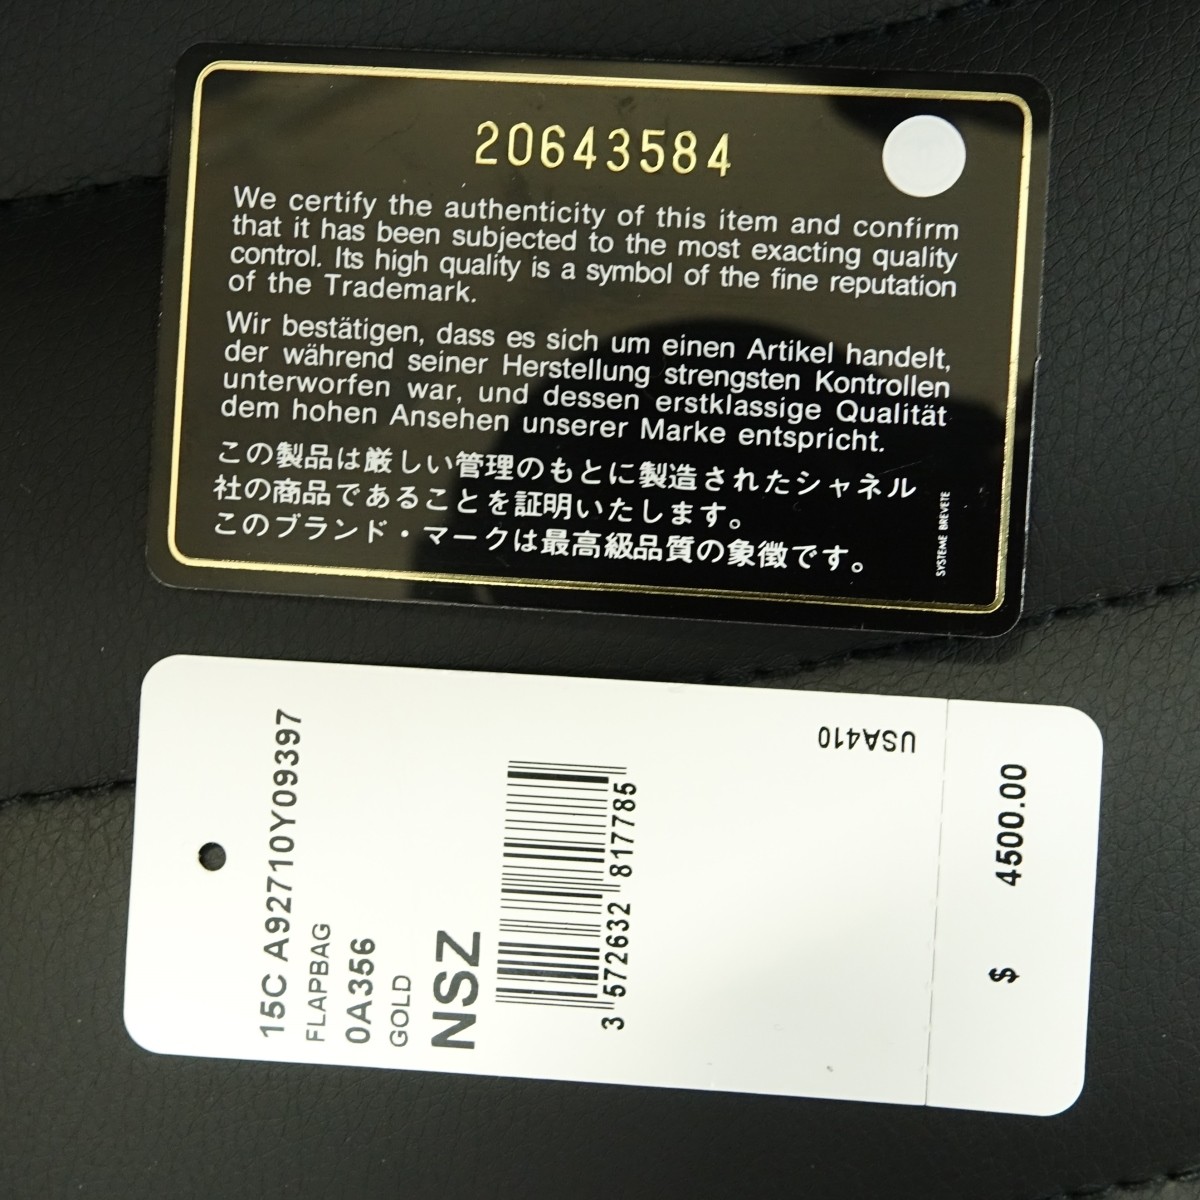 20643584
We certify the authenticity of this item and confirm
that it has been subjected to the most exacting quality
control. Its high quality is a symbol of the fine reputation
of the Trademark.
Wir bestätigen, dass es sich um einen Artikel handelt,
der während seiner Herstellung strengsten Kontrollen
unterworfen war, und dessen erstklassige Qualität
dem hohen Ansehen unserer Marke entspricht.
この製品は厳しい管理のもとに製造されたシャネル
社の商品であることを証明いたします。
このブランド・マークは最高級品質の象徴です。
SYSTEME BREVETE
15C A92710Y09397
FLAPBAG
0A356
GOLD
NSZ
3 572632 817785
USA410
$ 4500.00